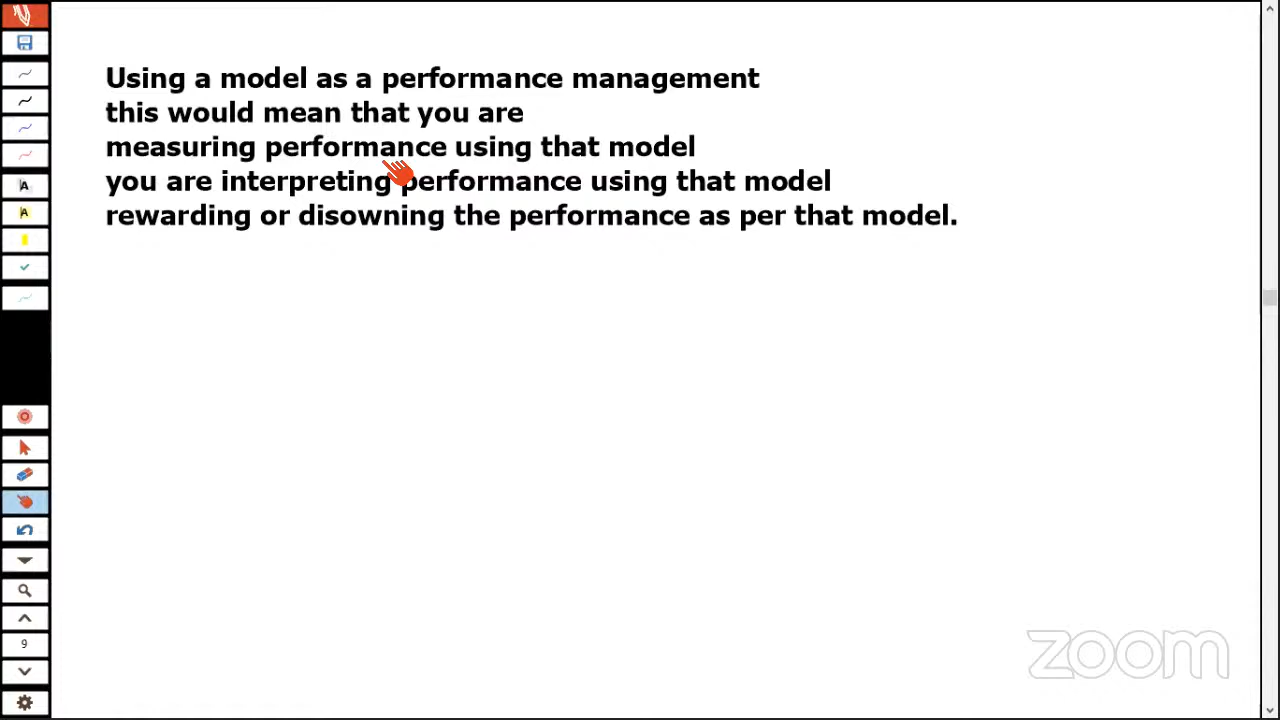 Using a model as a performance management
this would mean that you are
measuring performance using that model
you are interpreting performance using that model
rewarding or disowning the performance as per that model.
A
A
9
zoom